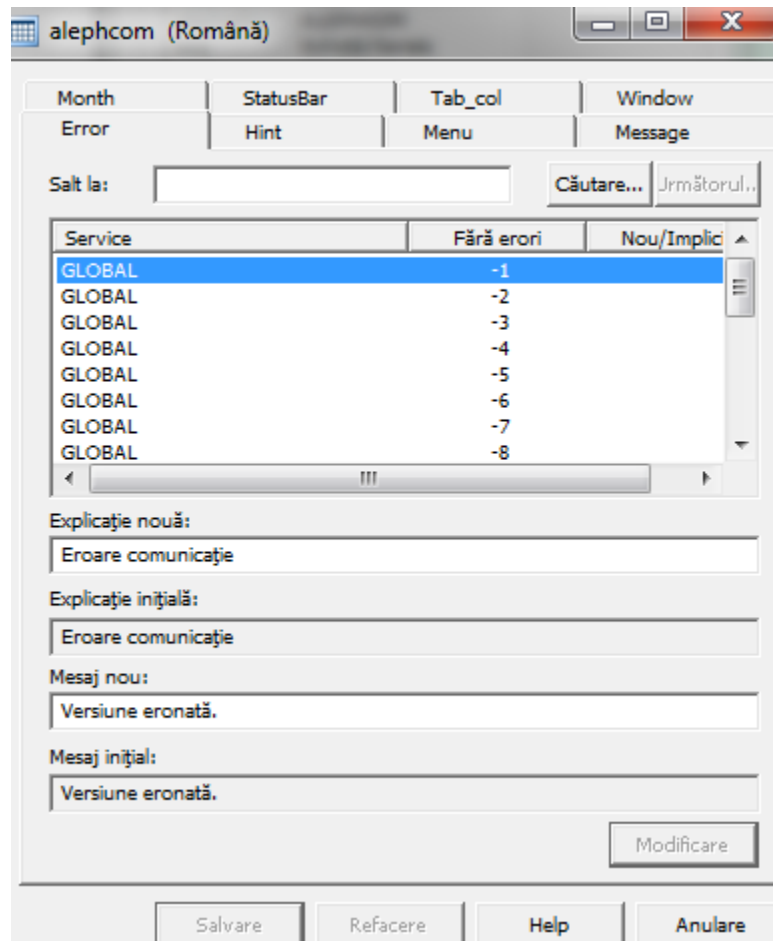 alephcom (Română)
Month StatusBar Tab_col Window
Error Hint Menu Message
Salt la: Căutare... Următorul..
Service Fără erori Nou/Implici
GLOBAL -1
GLOBAL -2
GLOBAL -3
GLOBAL -4
GLOBAL -5
GLOBAL -6
GLOBAL -7
GLOBAL -8
Explicaţie nouă:
Eroare comunicaţie
Explicaţie iniţială:
Eroare comunicaţie
Mesaj nou:
Versiune eronată.
Mesaj iniţial:
Versiune eronată.
Modificare
Salvare Refacere Help Anulare